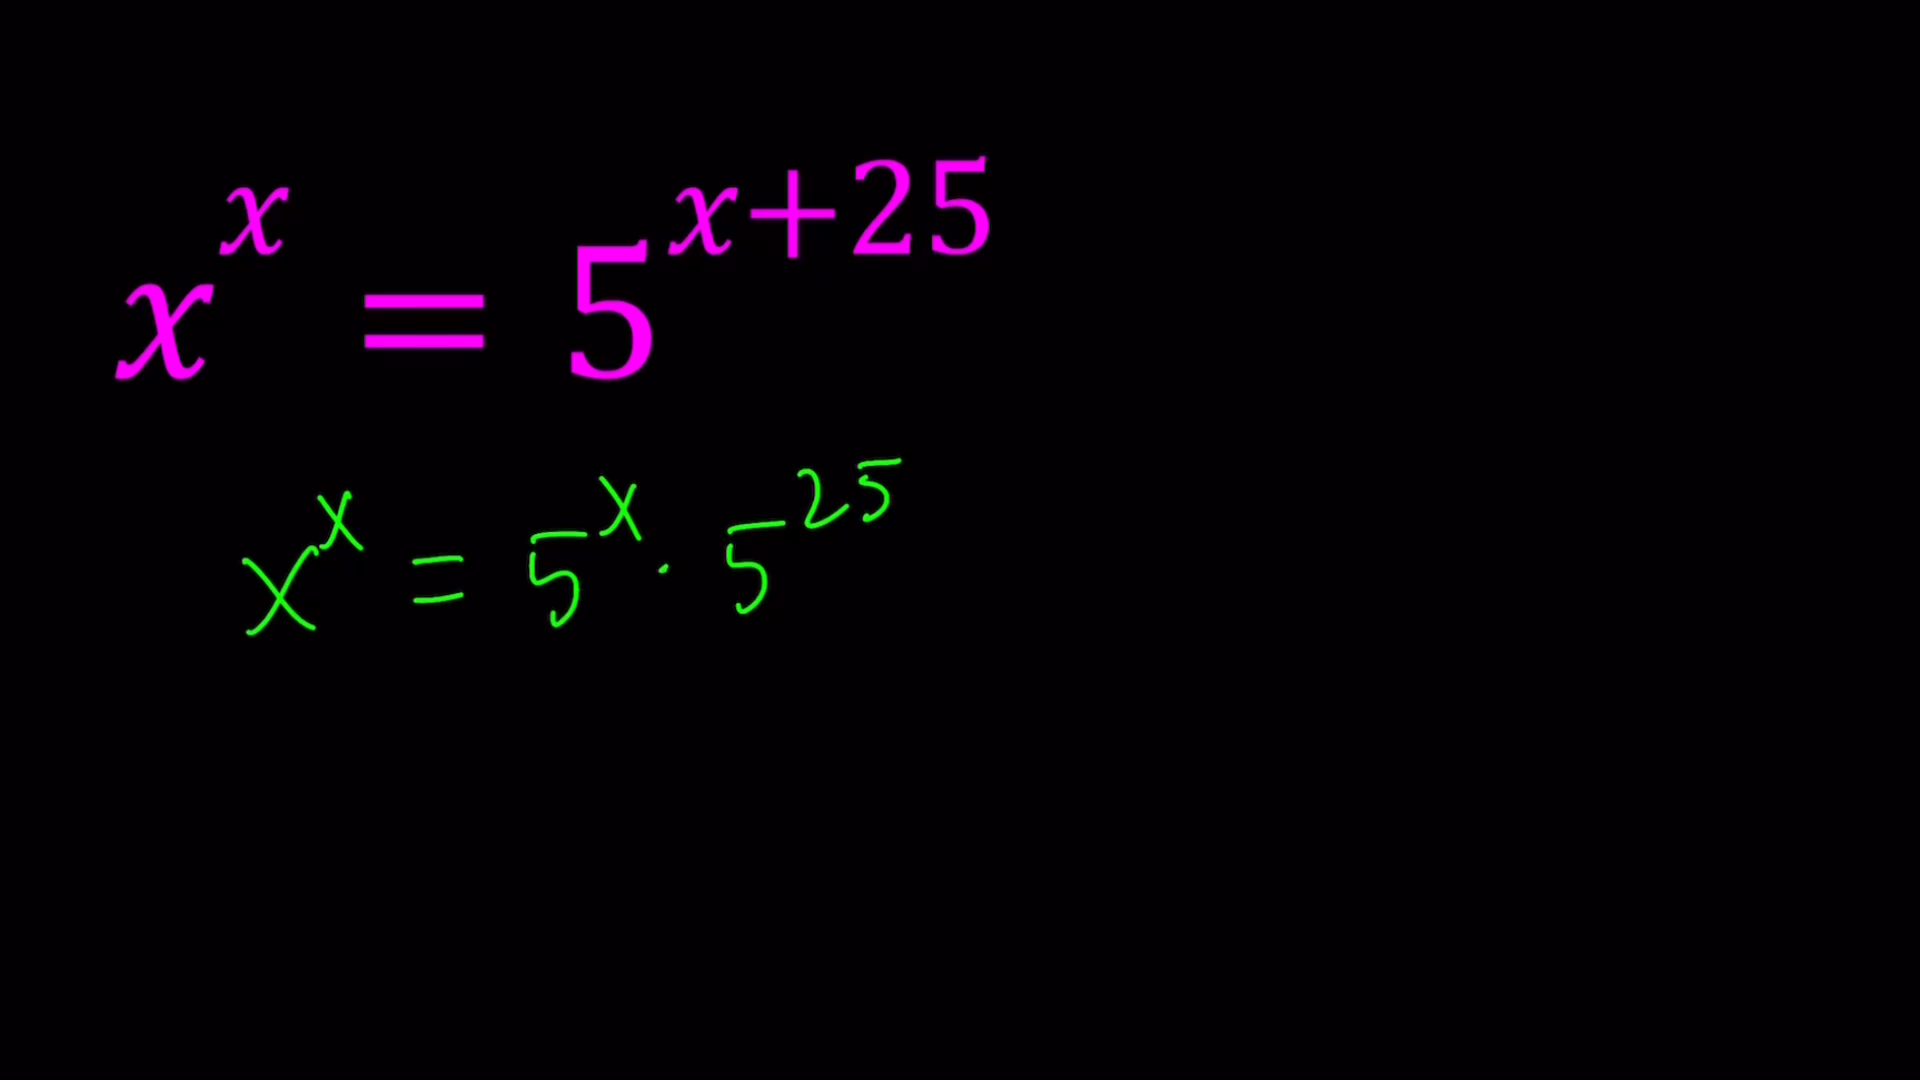 x^x = 5^{x+25}
x^x = 5^x · 5^{25}